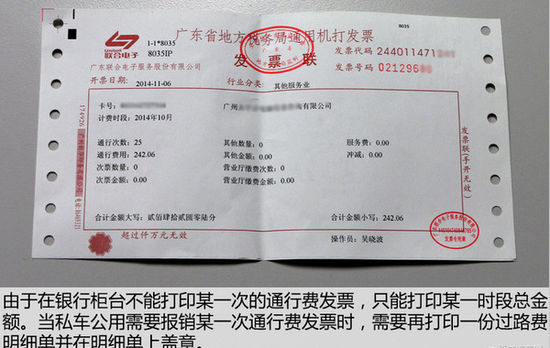 8035
1-1*8035
广东省地方税务局通用机打发票
联合电子
8035IP
发票联
发票代码 244011471
广东联合电子服务股份有限公司
发票号码 02129
开票日期: 2014-11-06
行业分类: 其他服务业
卡号:
广州 有限公司
计费时段: 2014年10月
通行次数: 25
其他数量: 0
服务费: 0.00
通行费用: 242.06
其他金额: 0.00
冲减: 0.00
次票数量: 0
营业厅缴费次数: 0
次票金额: 0.00
营业厅缴费金额: 0.00
合计金额大写: 贰佰肆拾贰圆零陆分
合计金额小写: 242.06
超过仟万元无效
操作员: 吴晓波
发票联(手开无效)
发票专用章
由于在银行柜台不能打印某一次的通行费发票，只能打印某一时段总金
额。当私车公用需要报销某一次通行费发票时，需要再打印一份过路费
明细单并在明细单上盖章。